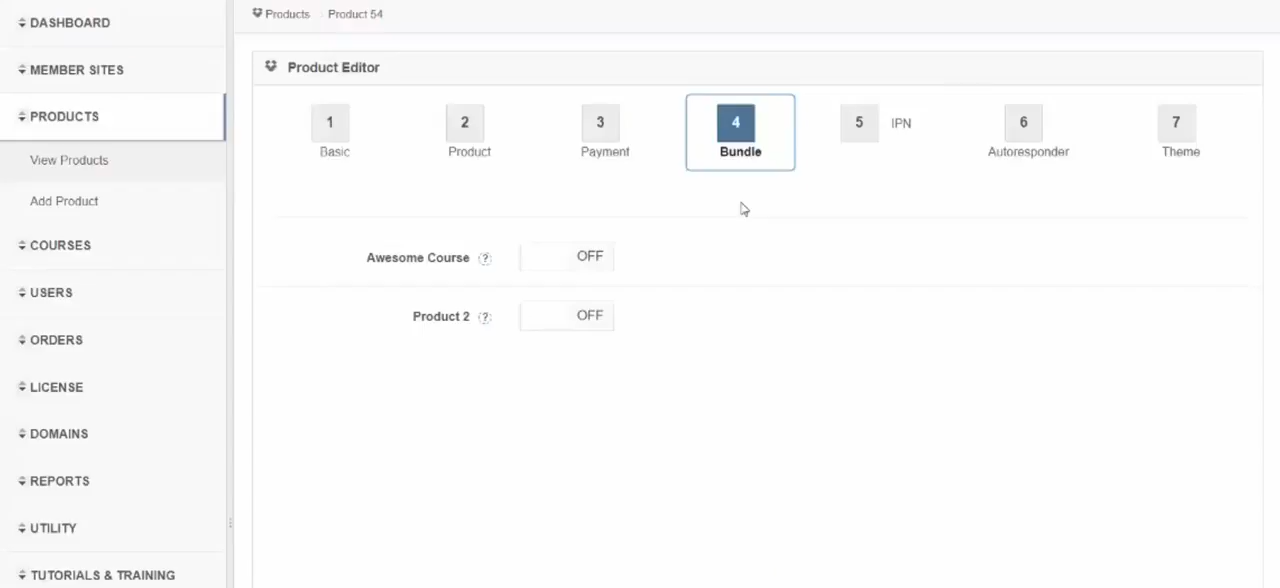 DASHBOARD
MEMBER SITES
PRODUCTS
View Products
Add Product
COURSES
USERS
ORDERS
LICENSE
DOMAINS
REPORTS
UTILITY
TUTORIALS & TRAINING
Products Product 54
Product Editor
1 2 3 4 5 IPN 6 7
Basic Product Payment Bundle Autoresponder Theme
Awesome Course ? OFF
Product 2 ? OFF